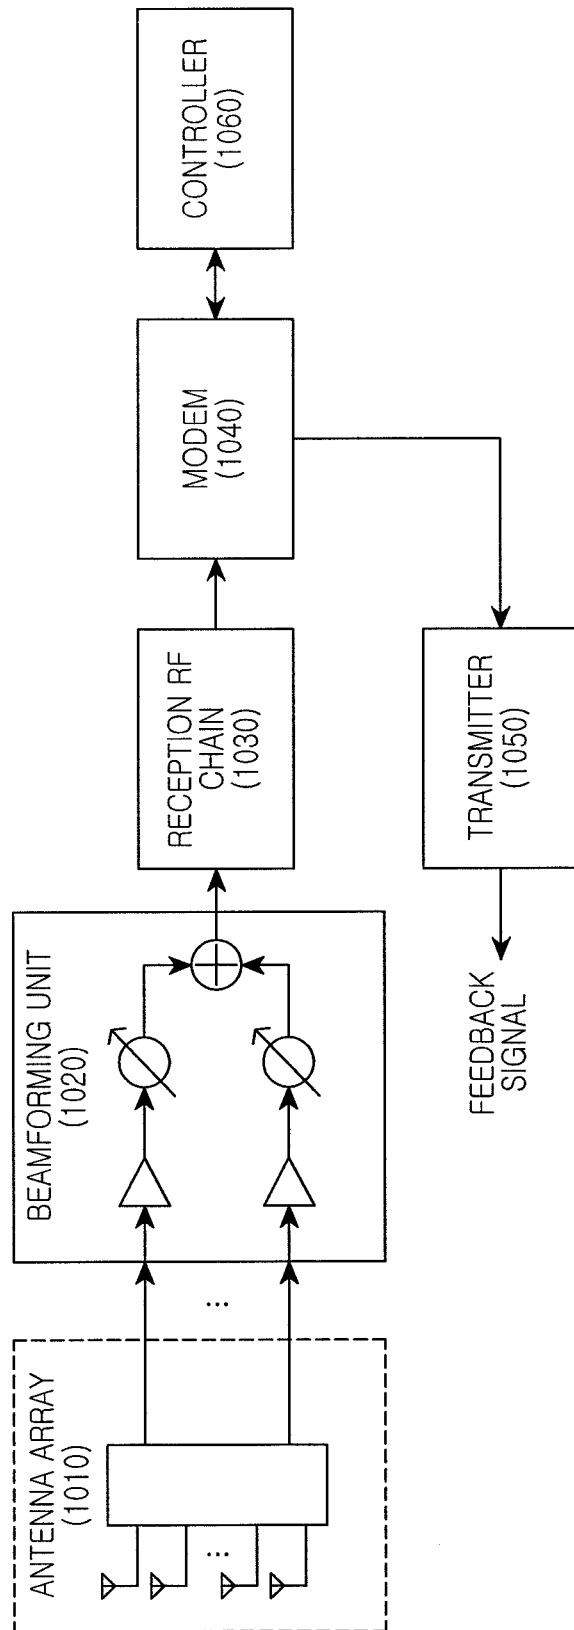 ANTENNA ARRAY
(1010)
...
...
BEAMFORMING UNIT
(1020)
RECEPTION RF
CHAIN
(1030)
MODEM
(1040)
CONTROLLER
(1060)
TRANSMITTER
(1050)
FEEDBACK
SIGNAL